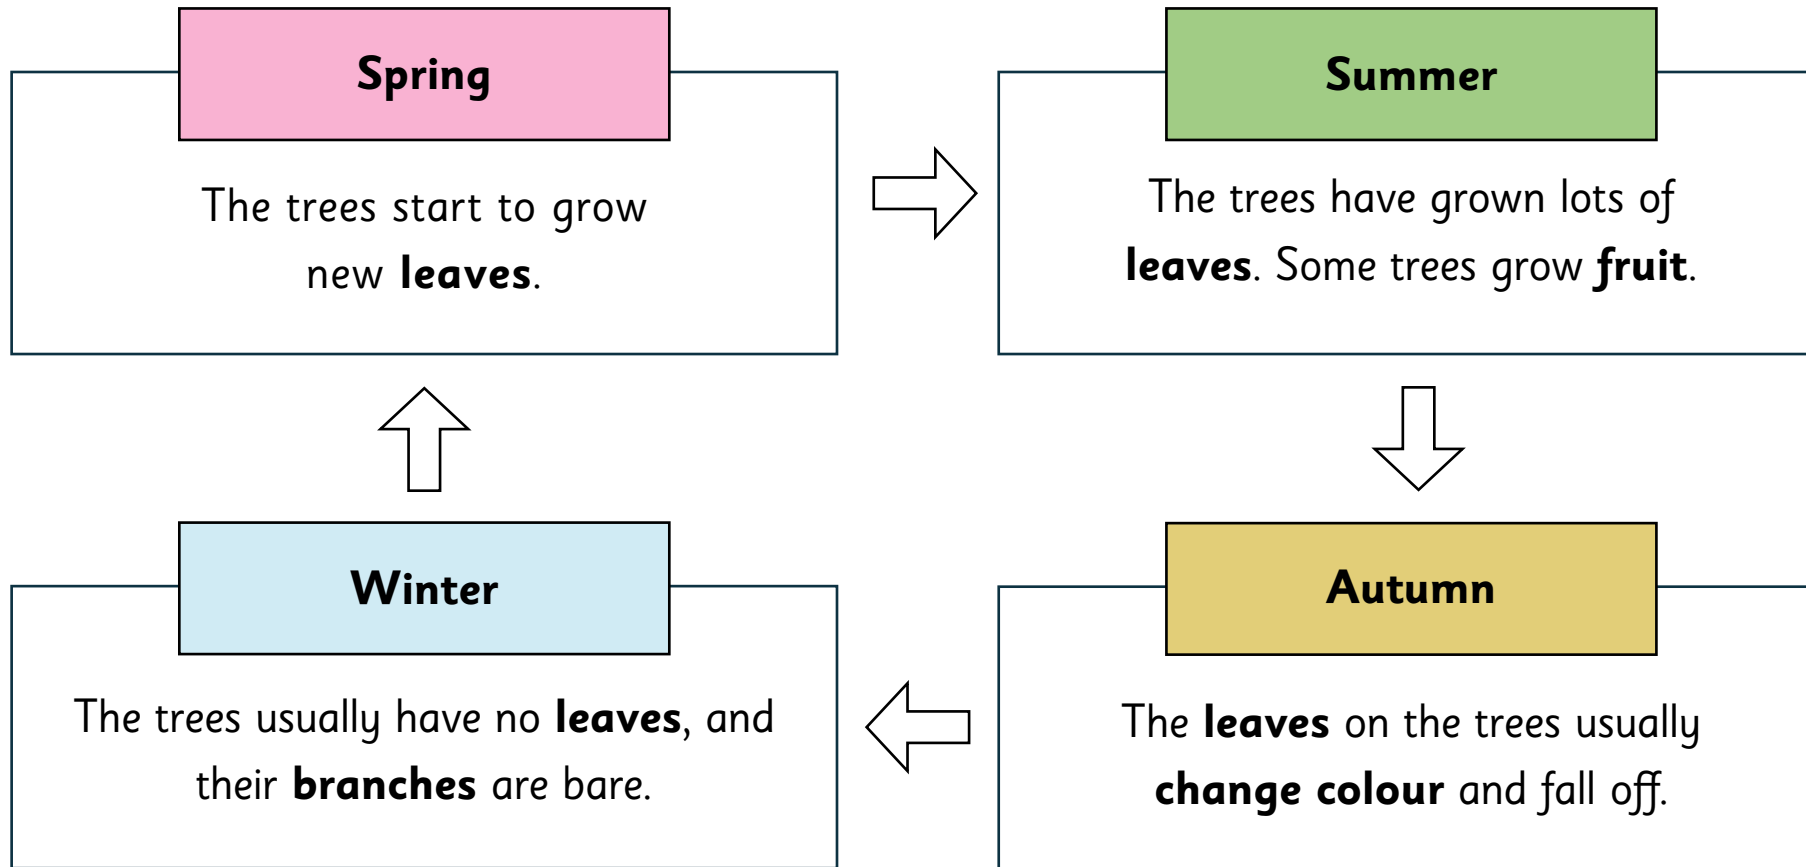 Spring
The trees start to grow
new leaves.
Summer
The trees have grown lots of
leaves. Some trees grow fruit.
Autumn
The leaves on the trees usually
change colour and fall off.
Winter
The trees usually have no leaves, and
their branches are bare.